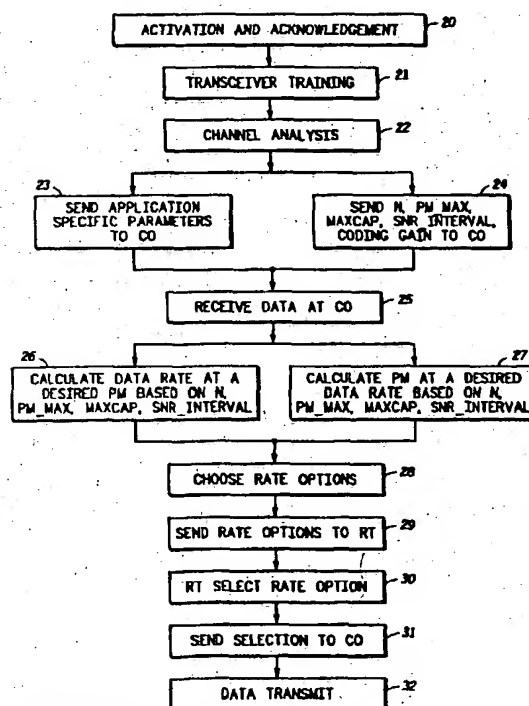 ACTIVATION AND ACKNOWLEDGEMENT
20
TRANSCEIVER TRAINING
21
CHANNEL ANALYSIS
22
23
SEND APPLICATION
SPECIFIC PARAMETERS
TO CO
24
SEND N, PM_MAX,
MAXCAP, SNR_INTERVAL,
CODING GAIN TO CO
RECEIVE DATA AT CO
25
26
CALCULATE DATA RATE AT A
DESIRED PM BASED ON N,
PM_MAX, MAXCAP, SNR_INTERVAL
27
CALCULATE PM AT A DESIRED
DATA RATE BASED ON N,
PM_MAX, MAXCAP, SNR_INTERVAL
CHOOSE RATE OPTIONS
28
SEND RATE OPTIONS TO RT
29
RT SELECT RATE OPTION
30
SEND SELECTION TO CO
31
DATA TRANSMIT
32